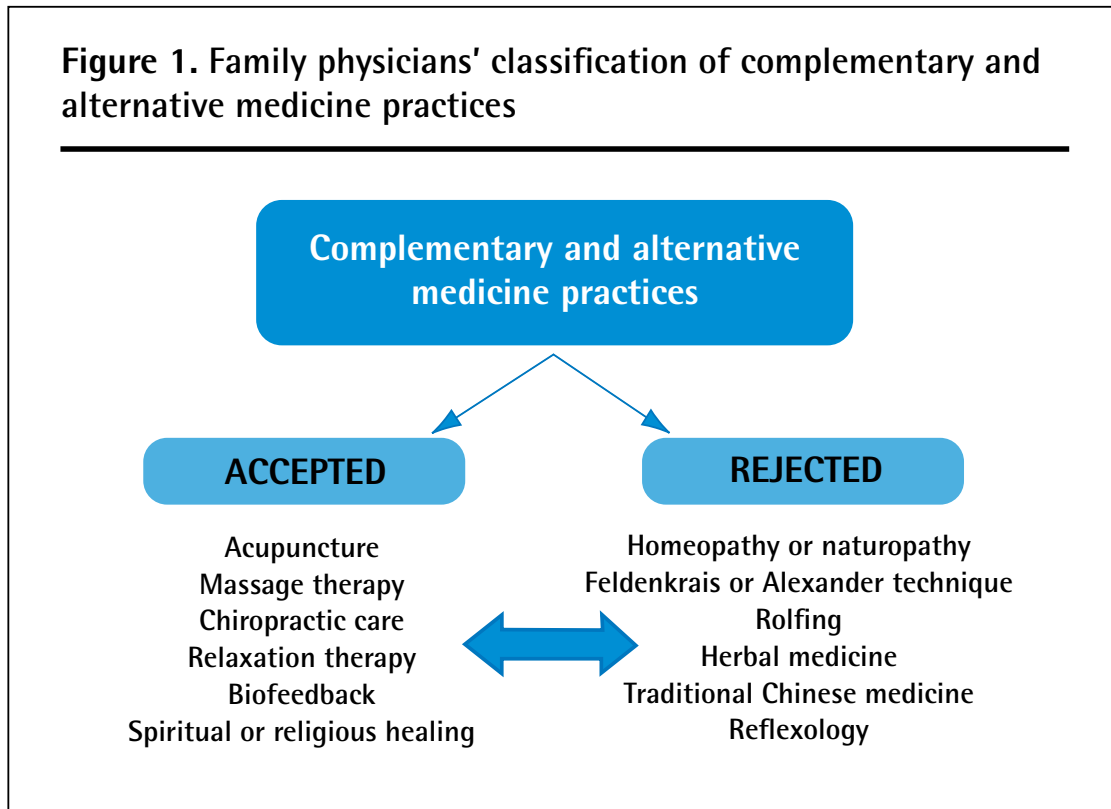 Figure 1. Family physicians’ classification of complementary and
alternative medicine practices
Complementary and alternative
medicine practices
ACCEPTED
Acupuncture
Massage therapy
Chiropractic care
Relaxation therapy
Biofeedback
Spiritual or religious healing
REJECTED
Homeopathy or naturopathy
Feldenkrais or Alexander technique
Rolfing
Herbal medicine
Traditional Chinese medicine
Reflexology